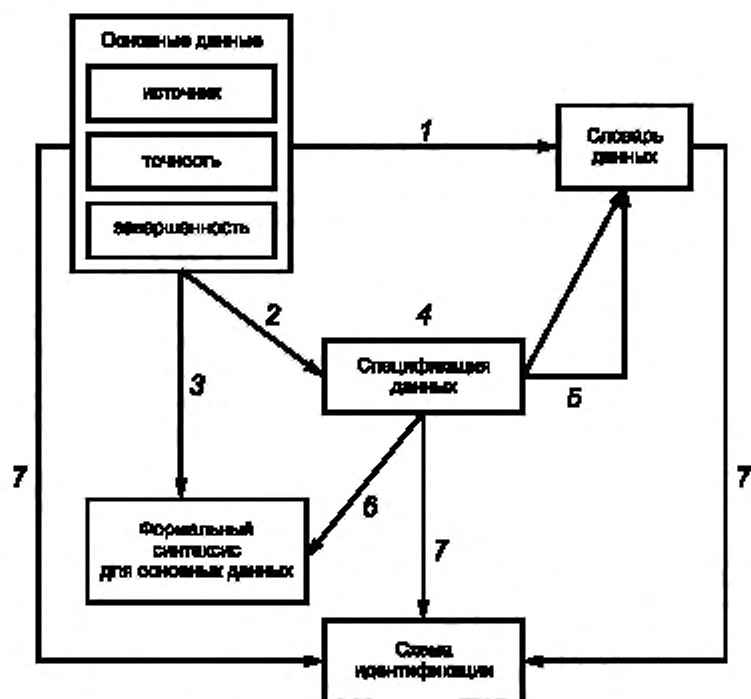 Основные данные
источник
точность
завершенность
1
Словарь
данных
2
4
Спецификация
данных
3
5
7
6
7
7
Формальный
синтаксис
для основных данных
Схема
идентификации